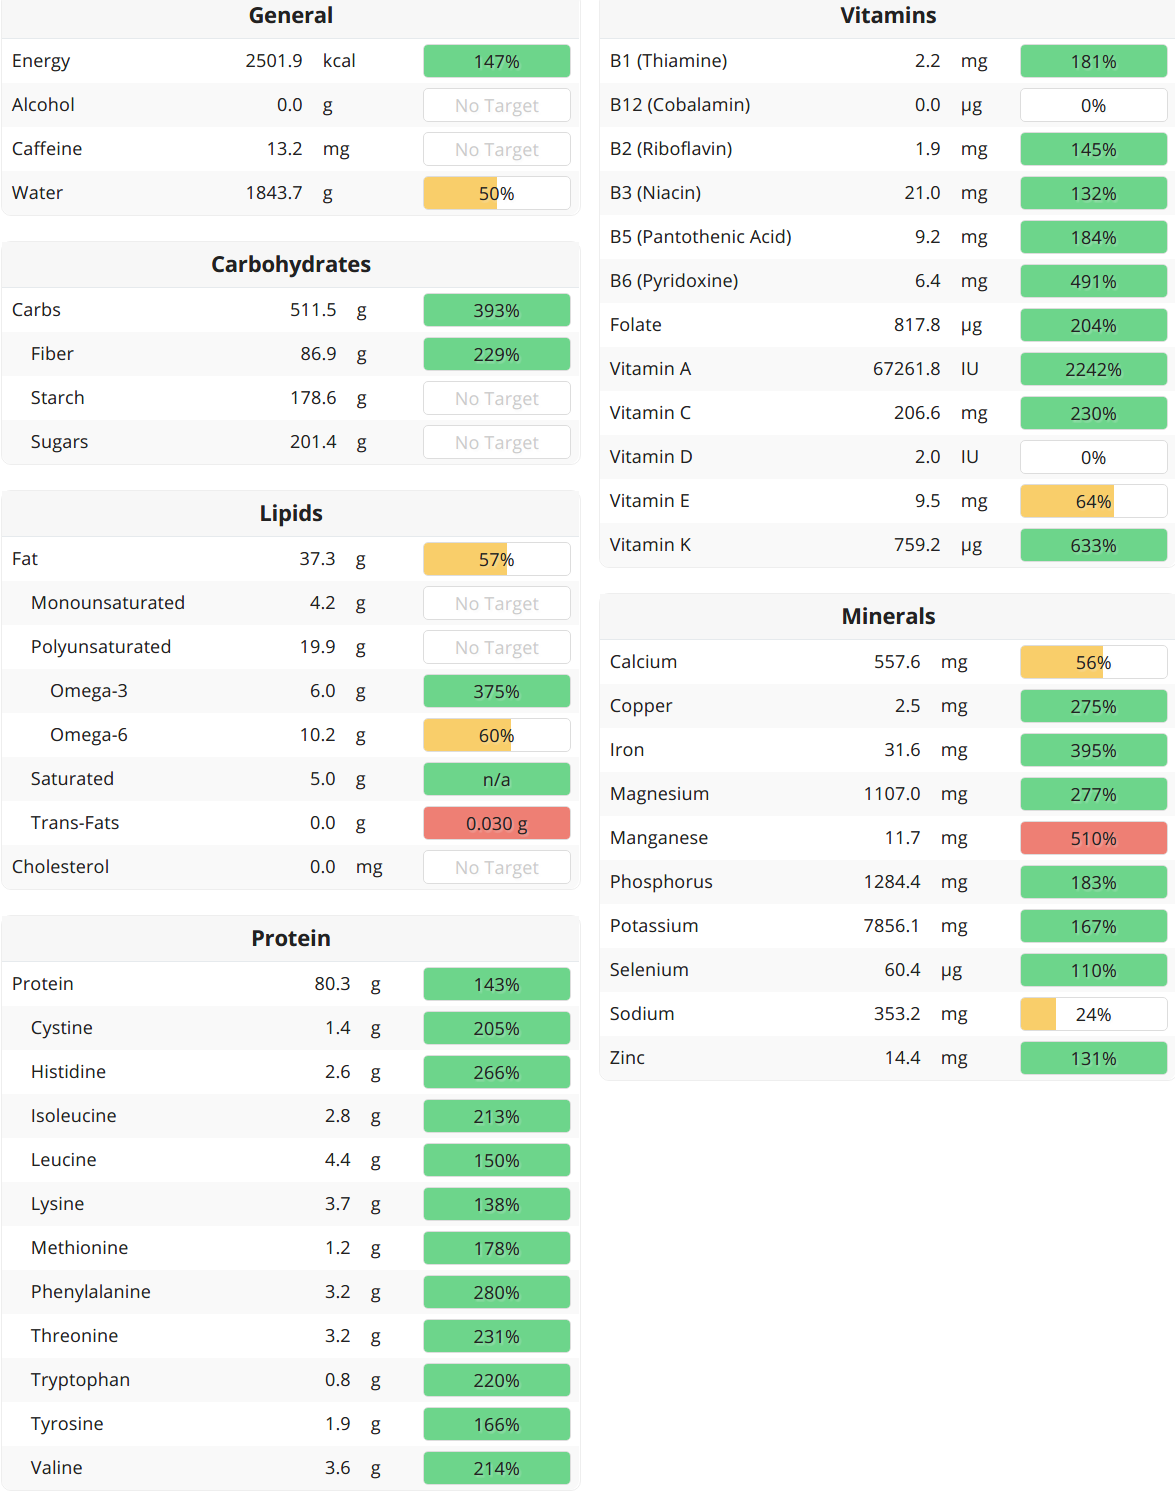 General
Energy 2501.9 kcal 147%
Alcohol 0.0 g No Target
Caffeine 13.2 mg No Target
Water 1843.7 g 50%
Carbohydrates
Carbs 511.5 g 393%
Fiber 86.9 g 229%
Starch 178.6 g No Target
Sugars 201.4 g No Target
Lipids
Fat 37.3 g 57%
Monounsaturated 4.2 g No Target
Polyunsaturated 19.9 g No Target
Omega-3 6.0 g 375%
Omega-6 10.2 g 60%
Saturated 5.0 g n/a
Trans-Fats 0.0 g 0.030 g
Cholesterol 0.0 mg No Target
Protein
Protein 80.3 g 143%
Cystine 1.4 g 205%
Histidine 2.6 g 266%
Isoleucine 2.8 g 213%
Leucine 4.4 g 150%
Lysine 3.7 g 138%
Methionine 1.2 g 178%
Phenylalanine 3.2 g 280%
Threonine 3.2 g 231%
Tryptophan 0.8 g 220%
Tyrosine 1.9 g 166%
Valine 3.6 g 214%
Vitamins
B1 (Thiamine) 2.2 mg 181%
B12 (Cobalamin) 0.0 µg 0%
B2 (Riboflavin) 1.9 mg 145%
B3 (Niacin) 21.0 mg 132%
B5 (Pantothenic Acid) 9.2 mg 184%
B6 (Pyridoxine) 6.4 mg 491%
Folate 817.8 µg 204%
Vitamin A 67261.8 IU 2242%
Vitamin C 206.6 mg 230%
Vitamin D 2.0 IU 0%
Vitamin E 9.5 mg 64%
Vitamin K 759.2 µg 633%
Minerals
Calcium 557.6 mg 56%
Copper 2.5 mg 275%
Iron 31.6 mg 395%
Magnesium 1107.0 mg 277%
Manganese 11.7 mg 510%
Phosphorus 1284.4 mg 183%
Potassium 7856.1 mg 167%
Selenium 60.4 µg 110%
Sodium 353.2 mg 24%
Zinc 14.4 mg 131%